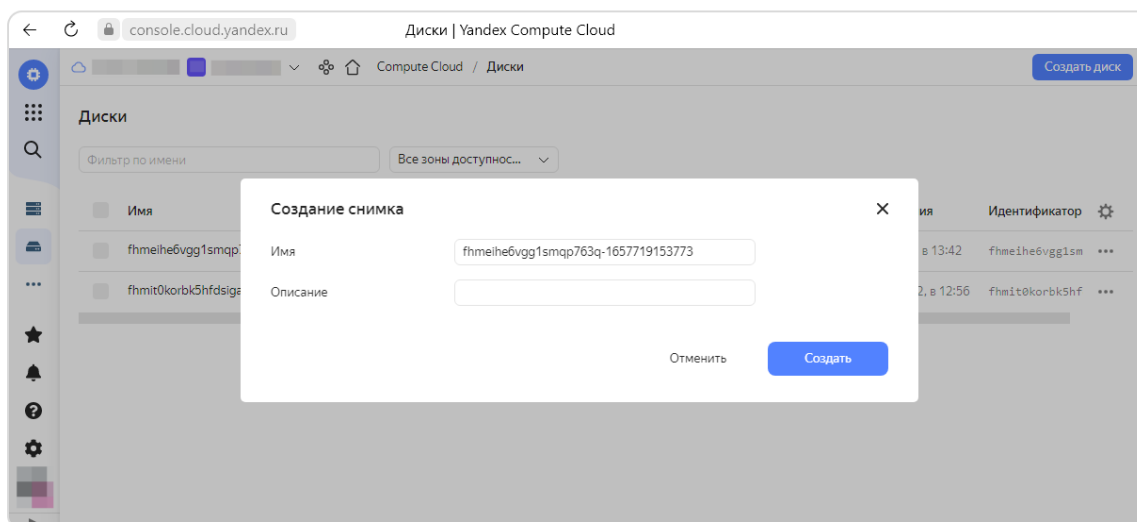 console.cloud.yandex.ru Диски | Yandex Compute Cloud
Compute Cloud / Диски Создать диск
Диски
Фильтр по имени Все зоны доступнос...
Создание снимка
Имя ия Идентификатор
Имя fhmeihe6vgg1smqp763q-1657719153773
fhmeihe6vgg1smqp в 13:42 fhmeihe6vgg1sm
Описание
fhmit0korbk5hfdsiga 2, в 12:56 fhmit0korbk5hf
Отменить Создать